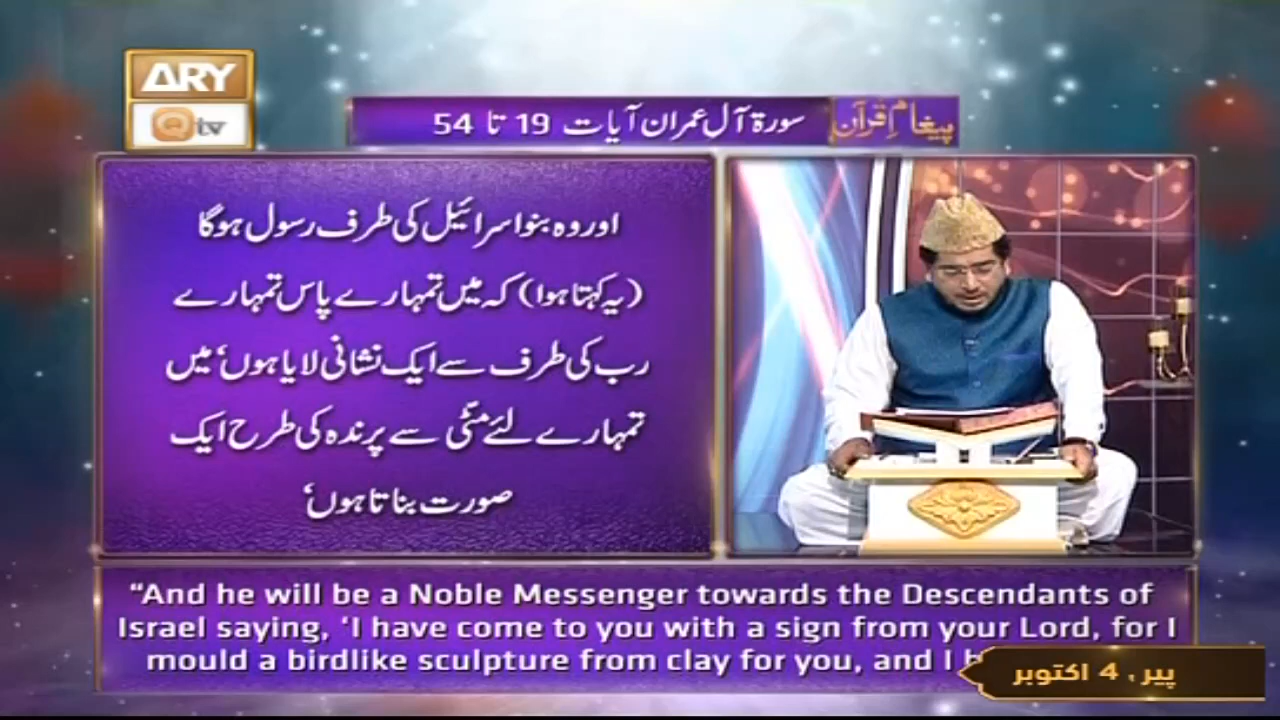 ARY
Qtv
پیغامِ قرآن
سورۃ آل عمران آیات 19 تا 54
اور وہ بنو اسرائیل کی طرف رسول ہوگا
(یہ کہتا ہوا) کہ میں تمہارے پاس تمہارے
رب کی طرف سے ایک نشانی لایا ہوں‘ میں
تمہارے لئے مٹّی سے پرندہ کی طرح ایک
صورت بناتا ہوں‘
“And he will be a Noble Messenger towards the Descendants of
Israel saying, ‘I have come to you with a sign from your Lord, for I
mould a birdlike sculpture from clay for you, and I
پیر، 4 اکتوبر